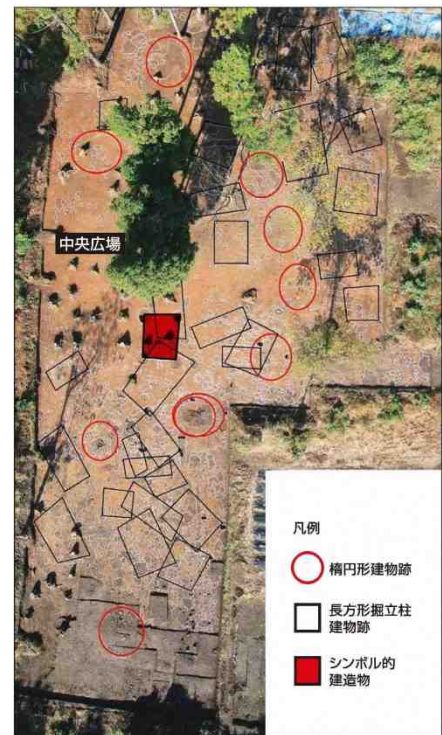 中央広場
凡例
楕円形建物跡
長方形掘立柱
建物跡
シンボル的
建造物